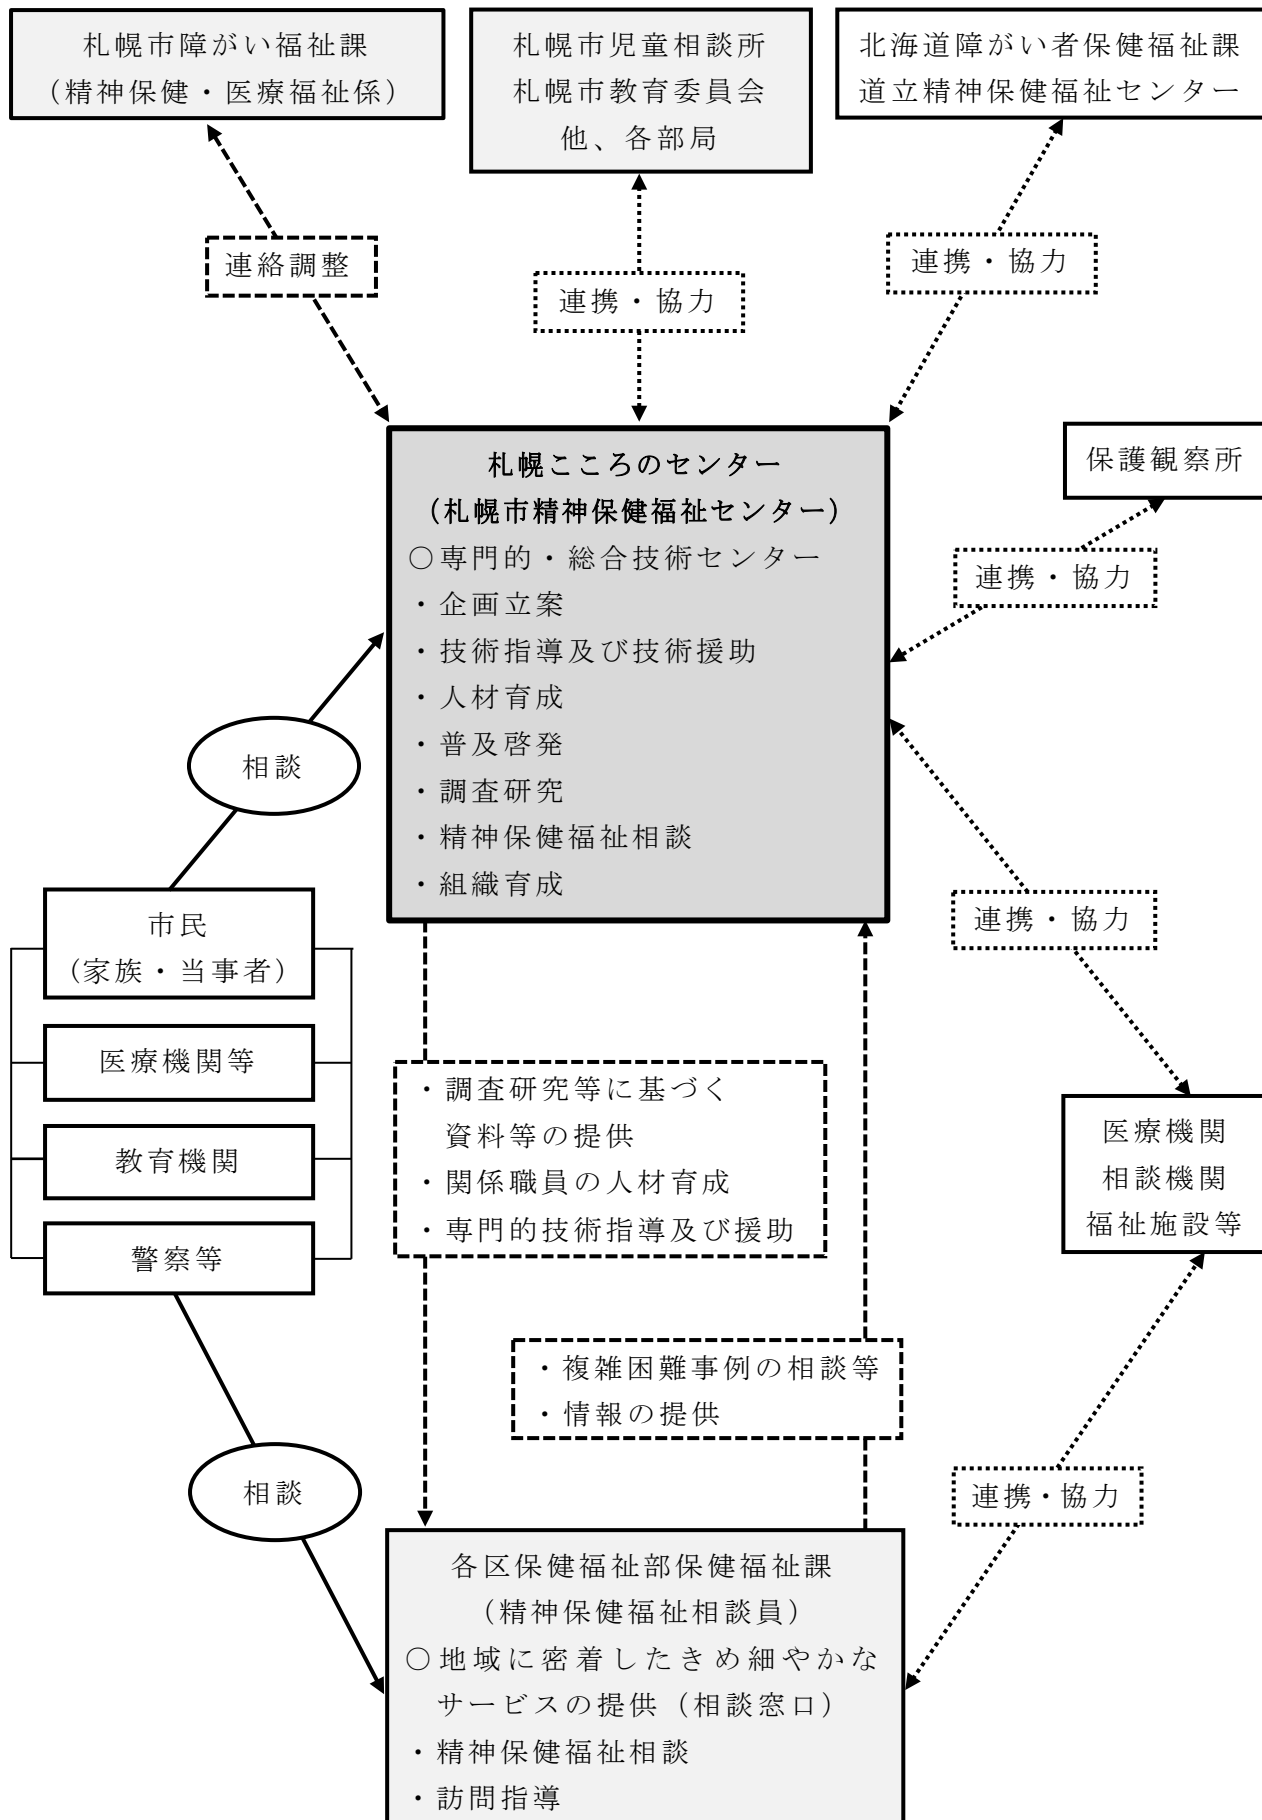 札幌市障がい福祉課
（精神保健・医療福祉係）
札幌市児童相談所
札幌市教育委員会
他、各部局
北海道障がい者保健福祉課
道立精神保健福祉センター
連絡調整
連携・協力
連携・協力
札幌こころのセンター
（札幌市精神保健福祉センター）
○専門的・総合技術センター
・企画立案
・技術指導及び技術援助
・人材育成
・普及啓発
・調査研究
・精神保健福祉相談
・組織育成
保護観察所
連携・協力
相談
市民
（家族・当事者）
医療機関等
教育機関
警察等
連携・協力
・調査研究等に基づく
資料等の提供
・関係職員の人材育成
・専門的技術指導及び援助
医療機関
相談機関
福祉施設等
・複雑困難事例の相談等
・情報の提供
相談
連携・協力
各区保健福祉部保健福祉課
（精神保健福祉相談員）
○地域に密着したきめ細やかな
サービスの提供（相談窓口）
・精神保健福祉相談
・訪問指導